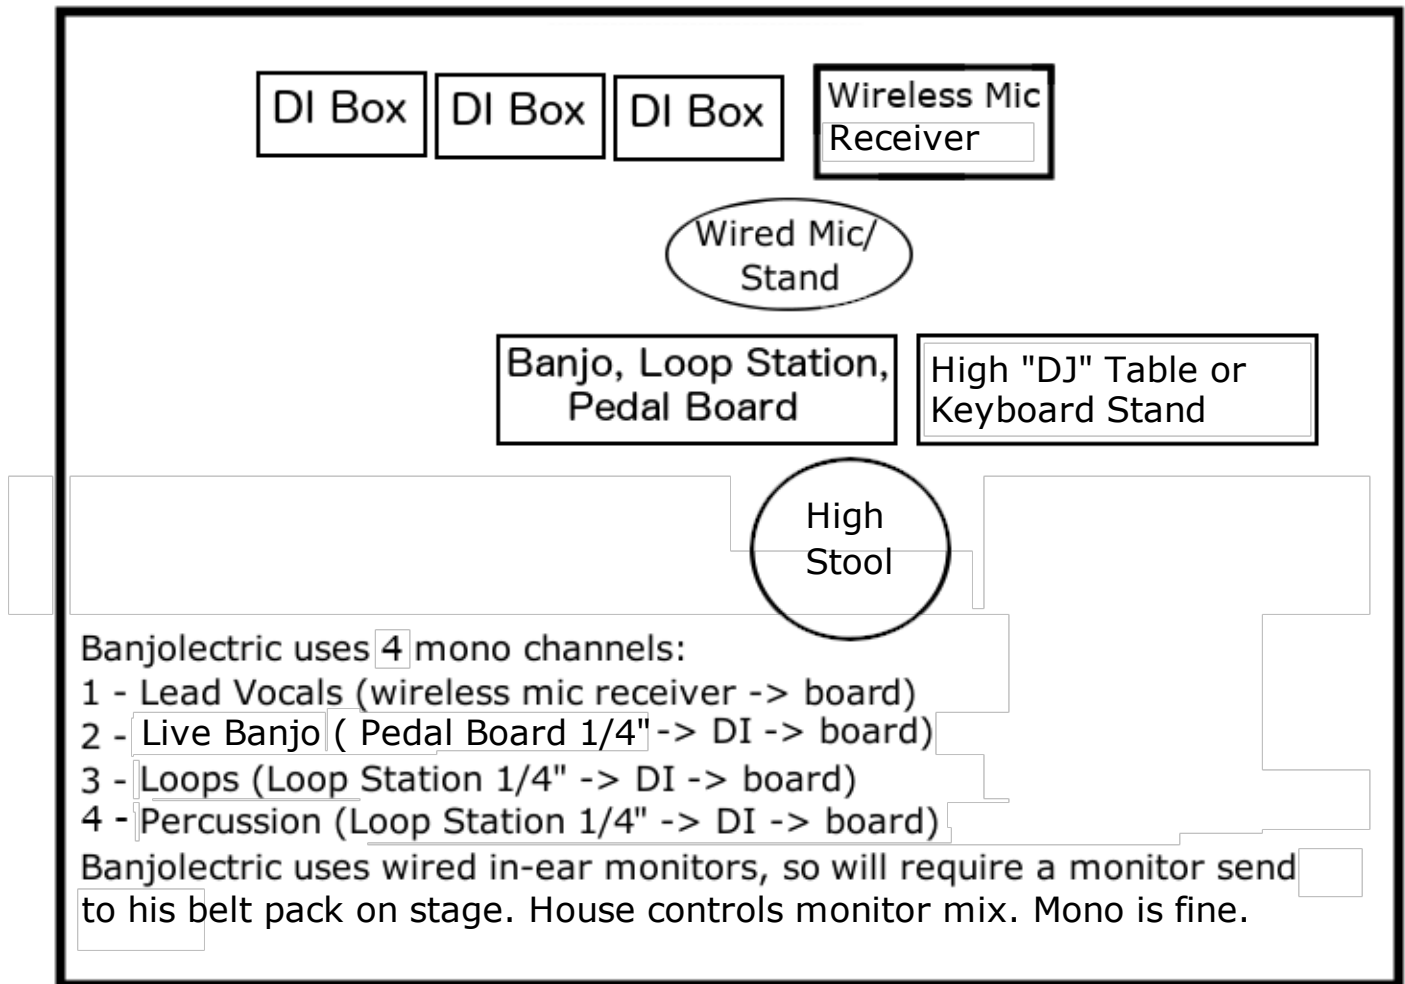 DI Box DI Box DI Box
Wireless Mic
Receiver
Wired Mic/
Stand
Banjo, Loop Station,
Pedal Board
High "DJ" Table or
Keyboard Stand
High
Stool
Banjolectric uses 4 mono channels:
1 - Lead Vocals (wireless mic receiver -> board)
2 - Live Banjo ( Pedal Board 1/4" -> DI -> board)
3 - Loops (Loop Station 1/4" -> DI -> board)
4 - Percussion (Loop Station 1/4" -> DI -> board)
Banjolectric uses wired in-ear monitors, so will require a monitor send
to his belt pack on stage. House controls monitor mix. Mono is fine.